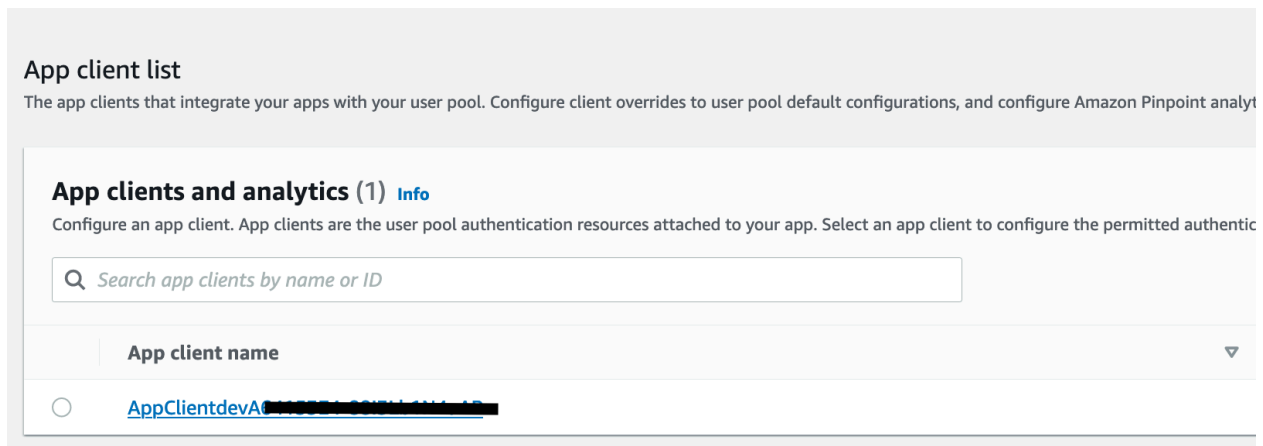 App client list
The app clients that integrate your apps with your user pool. Configure client overrides to user pool default configurations, and configure Amazon Pinpoint analyt
App clients and analytics (1) Info
Configure an app client. App clients are the user pool authentication resources attached to your app. Select an app client to configure the permitted authentic
Search app clients by name or ID
App client name
AppClientdevA